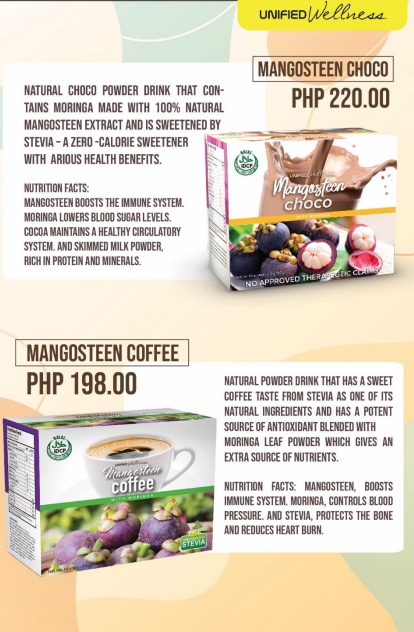 UNIFIED Wellness
MANGOSTEEN CHOCO
PHP 220.00
NATURAL CHOCO POWDER DRINK THAT CON-
TAINS MORINGA MADE WITH 100% NATURAL
MANGOSTEEN EXTRACT AND IS SWEETENED BY
STEVIA – A ZERO -CALORIE SWEETENER
WITH ARIOUS HEALTH BENEFITS.
NUTRITION FACTS:
MANGOSTEEN BOOSTS THE IMMUNE SYSTEM.
MORINGA LOWERS BLOOD SUGAR LEVELS.
COCOA MAINTAINS A HEALTHY CIRCULATORY
SYSTEM. AND SKIMMED MILK POWDER,
RICH IN PROTEIN AND MINERALS.
HALAL
IDCP
Mangosteen
choco
WITH MORINGA
NO APPROVED THERAPEUTIC CLAIMS
MANGOSTEEN COFFEE
PHP 198.00
HALAL
IDCP
Mangosteen
coffee
WITH MORINGA
STEVIA
NATURAL POWDER DRINK THAT HAS A SWEET
COFFEE TASTE FROM STEVIA AS ONE OF ITS
NATURAL INGREDIENTS AND HAS A POTENT
SOURCE OF ANTIOXIDANT BLENDED WITH
MORINGA LEAF POWDER WHICH GIVES AN
EXTRA SOURCE OF NUTRIENTS.
NUTRITION FACTS: MANGOSTEEN, BOOSTS
IMMUNE SYSTEM. MORINGA, CONTROLS BLOOD
PRESSURE. AND STEVIA, PROTECTS THE BONE
AND REDUCES HEART BURN.